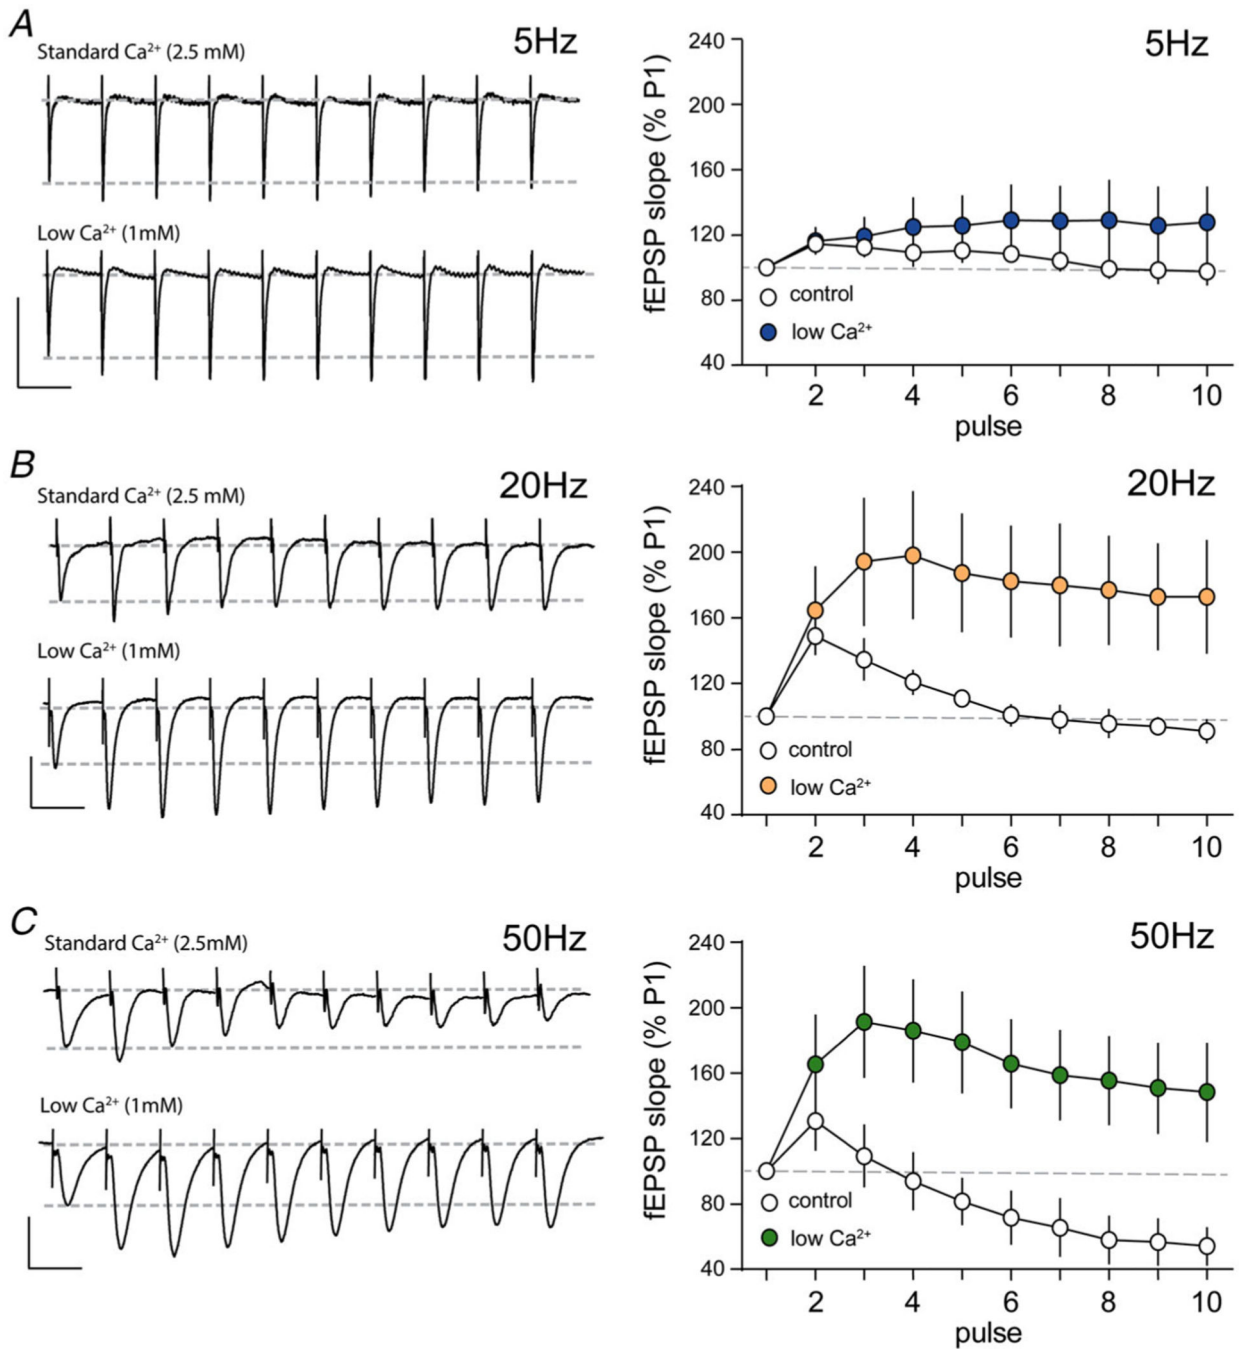 A
Standard Ca²⁺ (2.5 mM)
5Hz
Low Ca²⁺ (1mM)
5Hz
fEPSP slope (% P1)
240
200
160
120
80
40
control
low Ca²⁺
2 4 6 8 10
pulse
B
Standard Ca²⁺ (2.5 mM)
20Hz
Low Ca²⁺ (1mM)
20Hz
fEPSP slope (% P1)
240
200
160
120
80
40
control
low Ca²⁺
2 4 6 8 10
pulse
C
Standard Ca²⁺ (2.5mM)
50Hz
Low Ca²⁺ (1mM)
50Hz
fEPSP slope (% P1)
240
200
160
120
80
40
control
low Ca²⁺
2 4 6 8 10
pulse